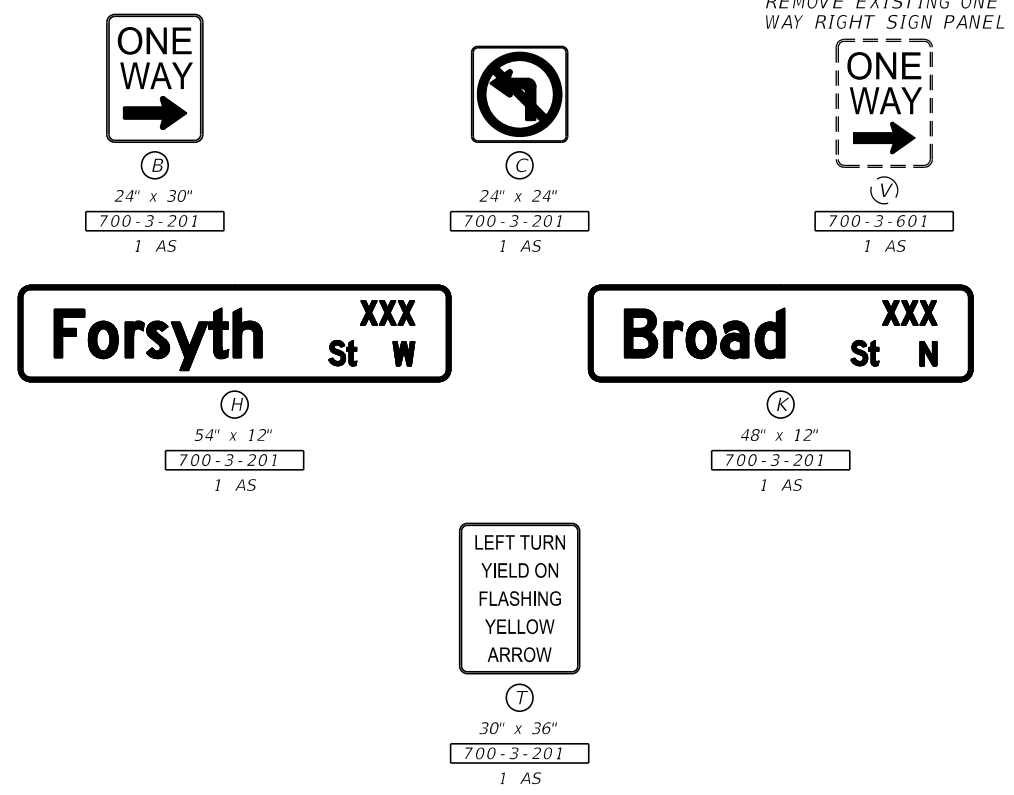 REMOVE EXISTING ONE
WAY RIGHT SIGN PANEL
ONE
WAY
B
24" x 30"
700-3-201
1 AS
C
24" x 24"
700-3-201
1 AS
ONE
WAY
V
700-3-601
1 AS
Forsyth
XXX
St W
H
54" x 12"
700-3-201
1 AS
Broad
XXX
St N
K
48" x 12"
700-3-201
1 AS
LEFT TURN
YIELD ON
FLASHING
YELLOW
ARROW
T
30" x 36"
700-3-201
1 AS